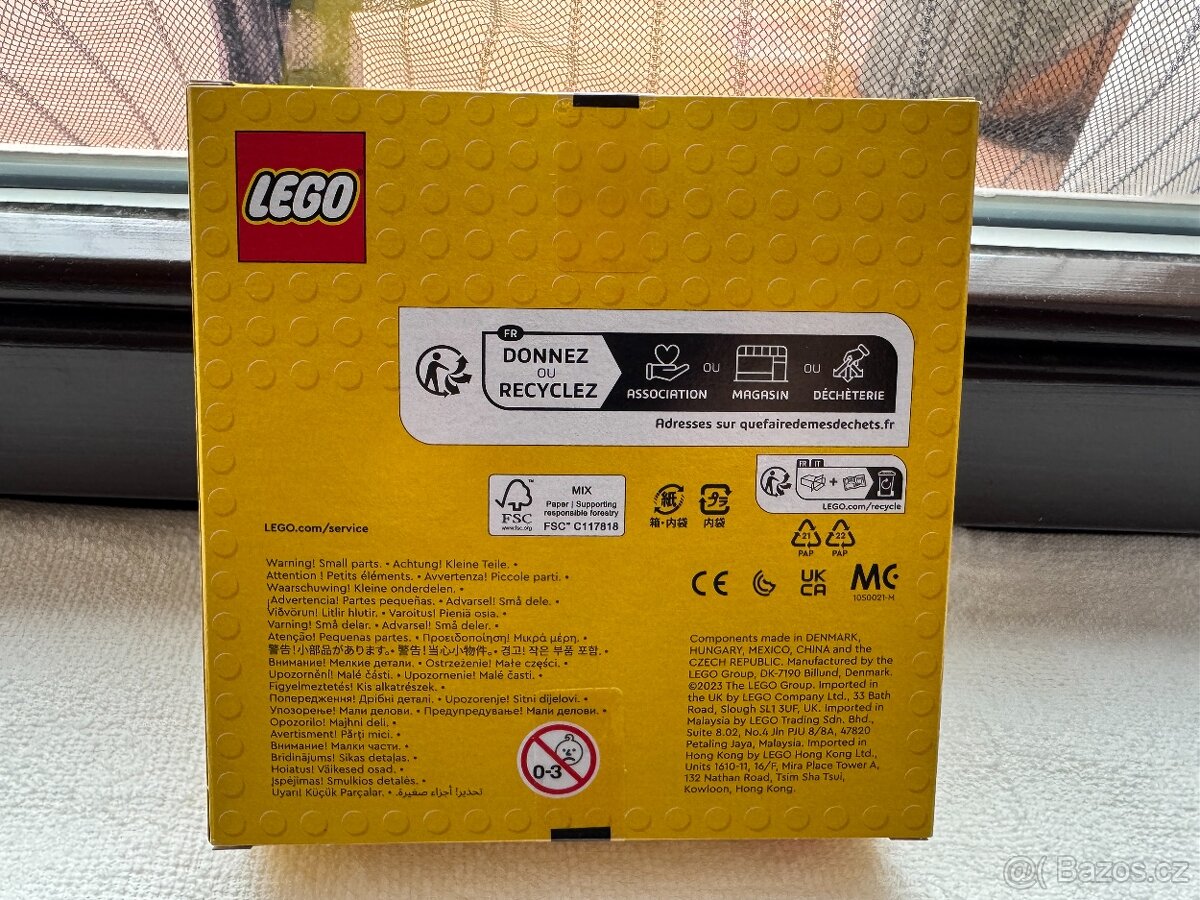 LEGO
FR
DONNEZ
OU
RECYCLEZ
ASSOCIATION
OU
MAGASIN
OU
DÉCHÈTERIE
Adresses sur quefairedemesdechets.fr
FR IT
+
LEGO.com/recycle
FSC
www.fsc.org
MIX
Paper | Supporting
responsible forestry
FSC™ C117818
紙
箱・内袋
プラ
内袋
21
PAP
22
PAP
LEGO.com/service
CE
UK
CA
MC
1050021-M
Warning! Small parts. • Achtung! Kleine Teile. •
Attention ! Petits éléments. • Avvertenza! Piccole parti. •
Waarschuwing! Kleine onderdelen. •
¡Advertencia! Partes pequeñas. • Advarsel! Små dele. •
Viðvörun! Litlir hlutir. • Varoitus! Pieniä osia. •
Varning! Små delar. • Advarsel! Små deler. •
Atenção! Pequenas partes. • Προειδοποίηση! Μικρά μέρη. •
警告！小部品があります。• 警告！当心小物件。• 경고! 작은 부품 포함. •
Внимание! Мелкие детали. • Ostrzeżenie! Małe części. •
Upozornění! Malé části. • Upozornenie! Malé časti. •
Figyelmeztetés! Kis alkatrészek. •
Попередження! Дрібні деталі. • Upozorenje! Sitni dijelovi. •
Упозорење! Мали делови. • Предупредување! Мали делови. •
Opozorilo! Majhni deli. •
Avertisment! Părți mici. •
Внимание! Малки части. •
Brīdinājums! Sīkas detaļas. •
Hoiatus! Väikesed osad. •
Įspėjimas! Smulkios detalės. •
Uyarı! Küçük Parçalar. • تحذير! أجزاء صغيرة.
0-3
Components made in DENMARK,
HUNGARY, MEXICO, CHINA and the
CZECH REPUBLIC. Manufactured by the
LEGO Group, DK-7190 Billund, Denmark.
©2023 The LEGO Group. Imported in
the UK by LEGO Company Ltd., 33 Bath
Road, Slough SL1 3UF, UK. Imported in
Malaysia by LEGO Trading Sdn. Bhd.,
Suite 8.02, No.4 Jln PJU 8/8A, 47820
Petaling Jaya, Malaysia. Imported in
Hong Kong by LEGO Hong Kong Ltd.,
Units 1610-11, 16/F, Mira Place Tower A,
132 Nathan Road, Tsim Sha Tsui,
Kowloon, Hong Kong.
Bazos.cz